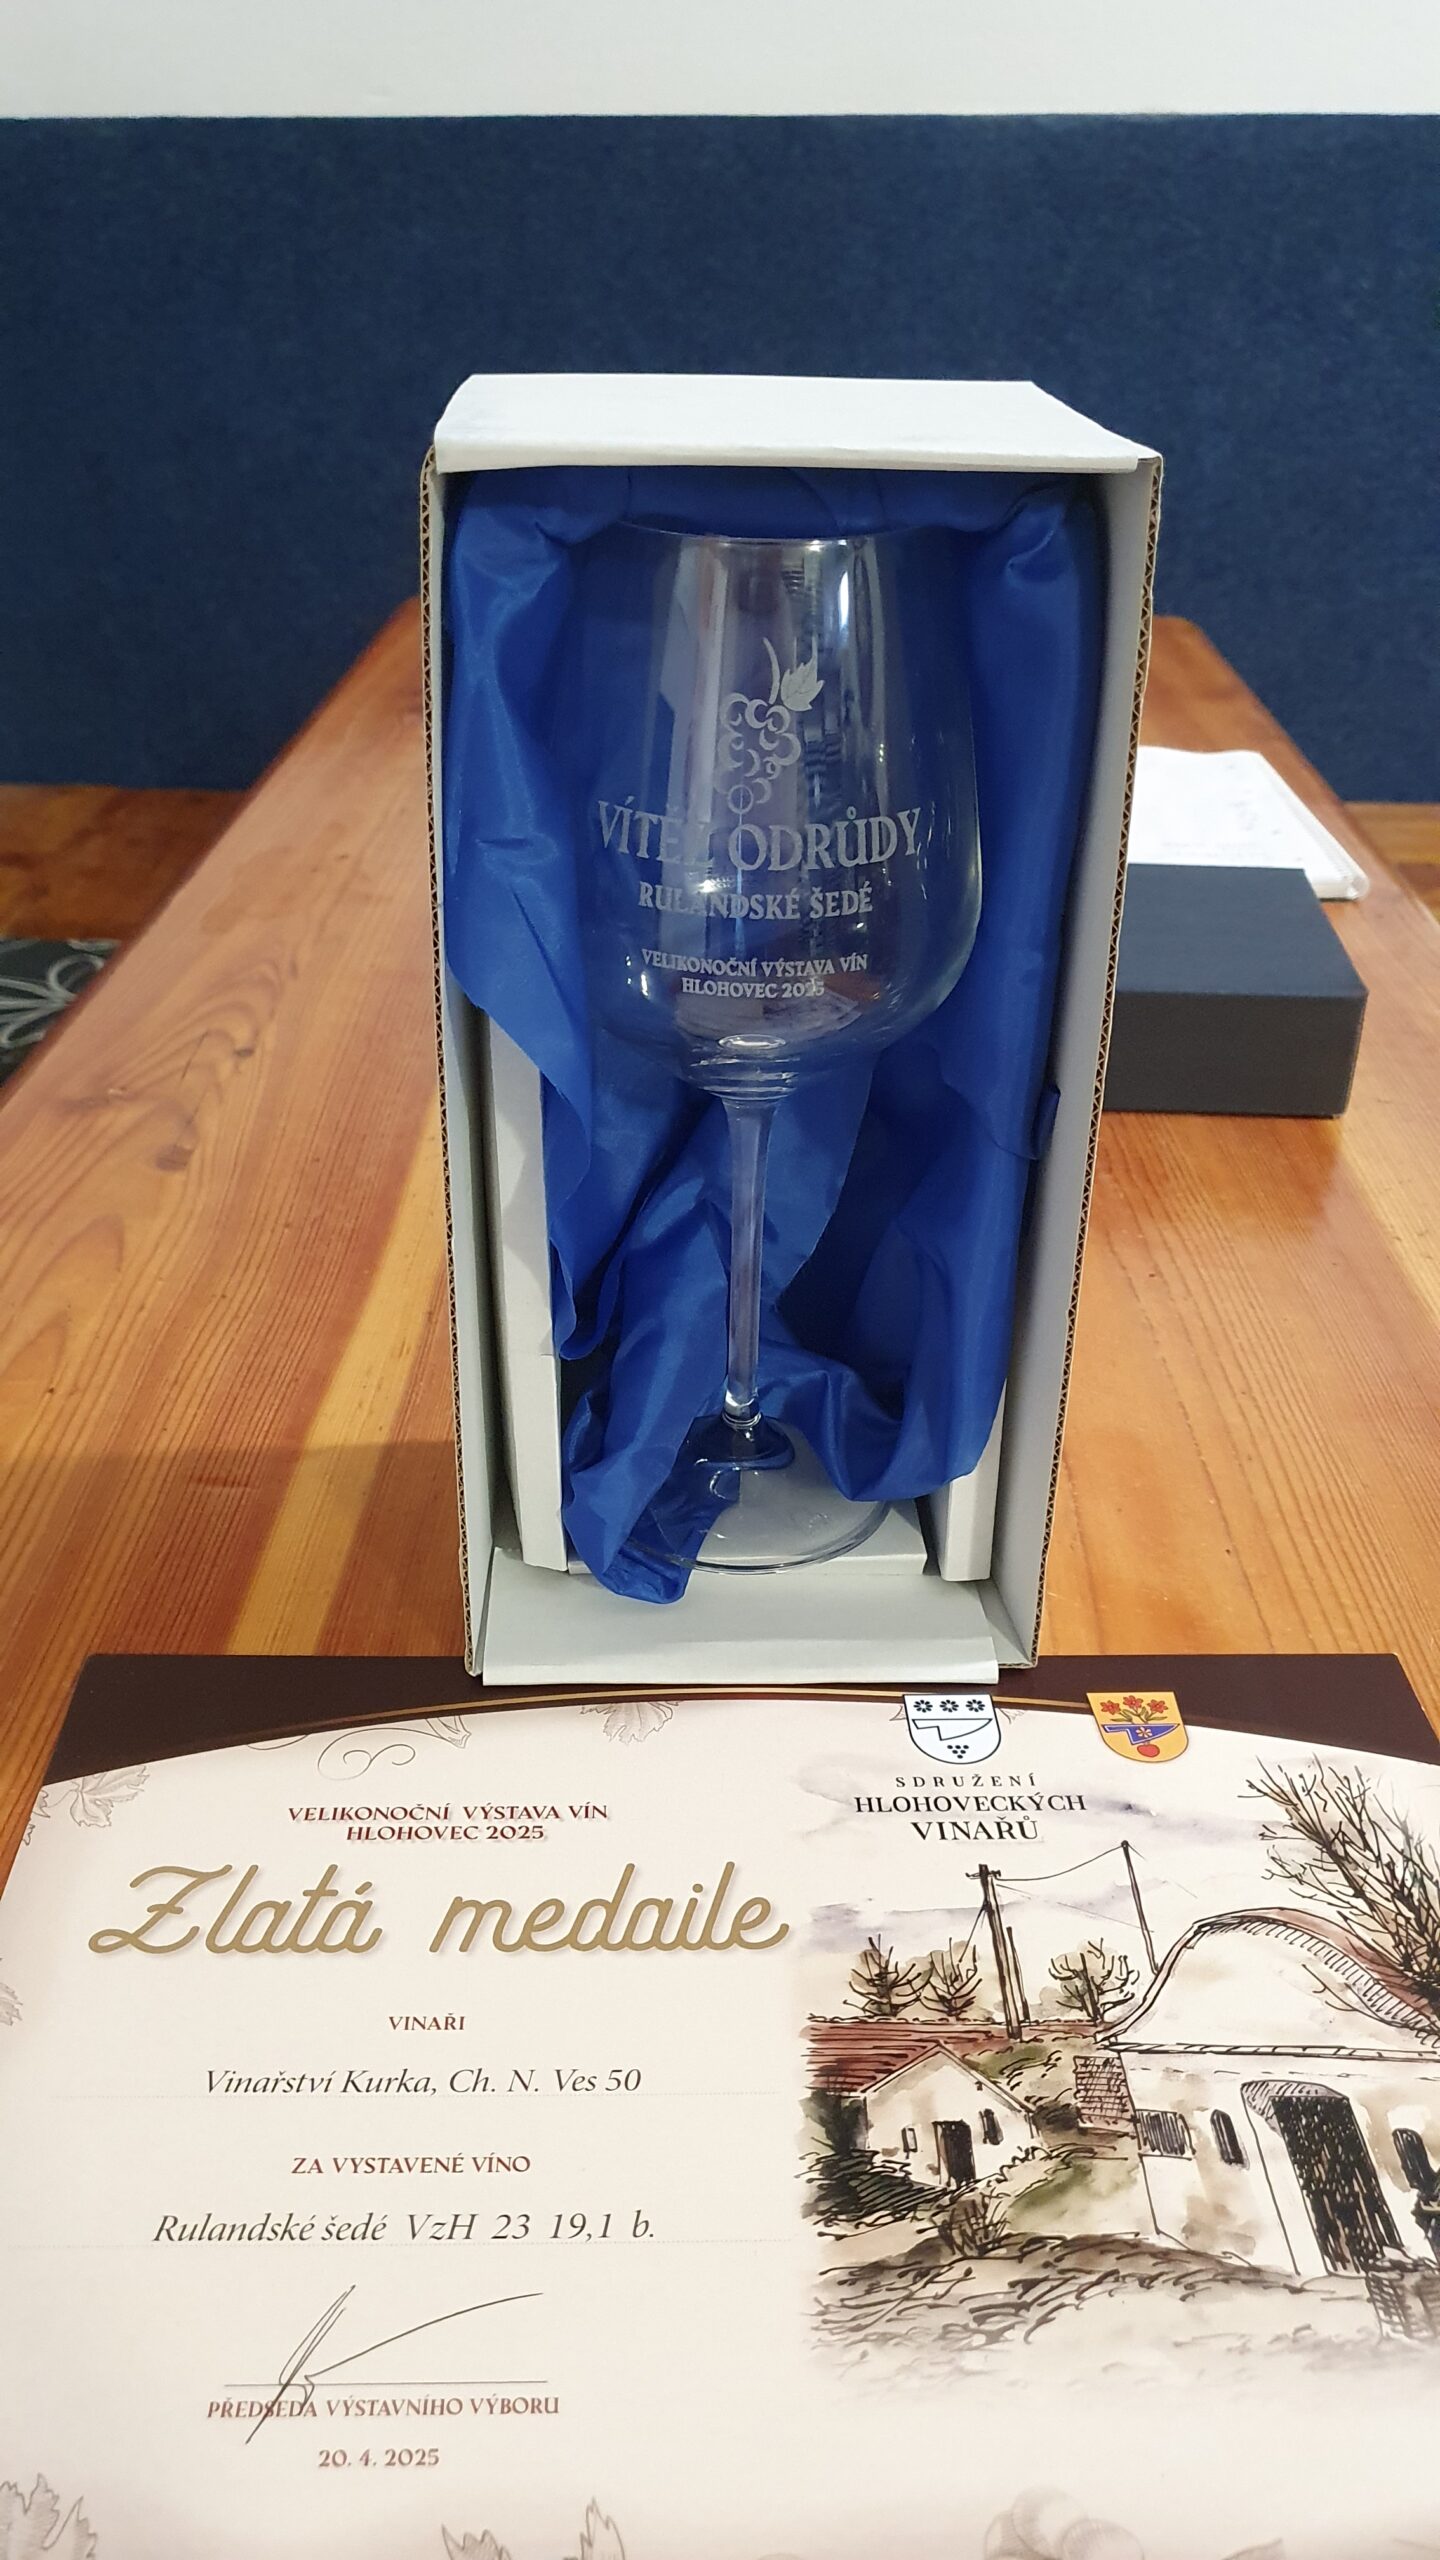 VÍTĚZ ODRŮDY
RULANDSKÉ ŠEDÉ
VELIKONOČNÍ VÝSTAVA VÍN
HLOHOVEC 2025
SDRUŽENÍ
HLOHOVECKÝCH
VINAŘŮ
VELIKONOČNÍ VÝSTAVA VÍN
HLOHOVEC 2025
Zlatá medaile
VINAŘI
Vinařství Kurka, Ch. N. Ves 50
ZA VYSTAVENÉ VÍNO
Rulandské šedé VzH 23 19,1 b.
PŘEDSEDA VÝSTAVNÍHO VÝBORU
20. 4. 2025